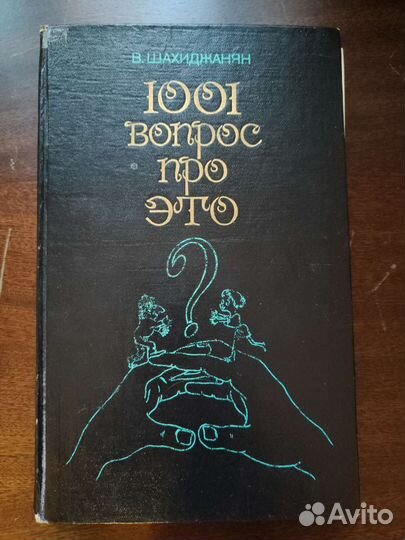 В. ШАХИДЖАНЯН
1001
ВОПРОС
ПРО
ЭТО
?
Avito